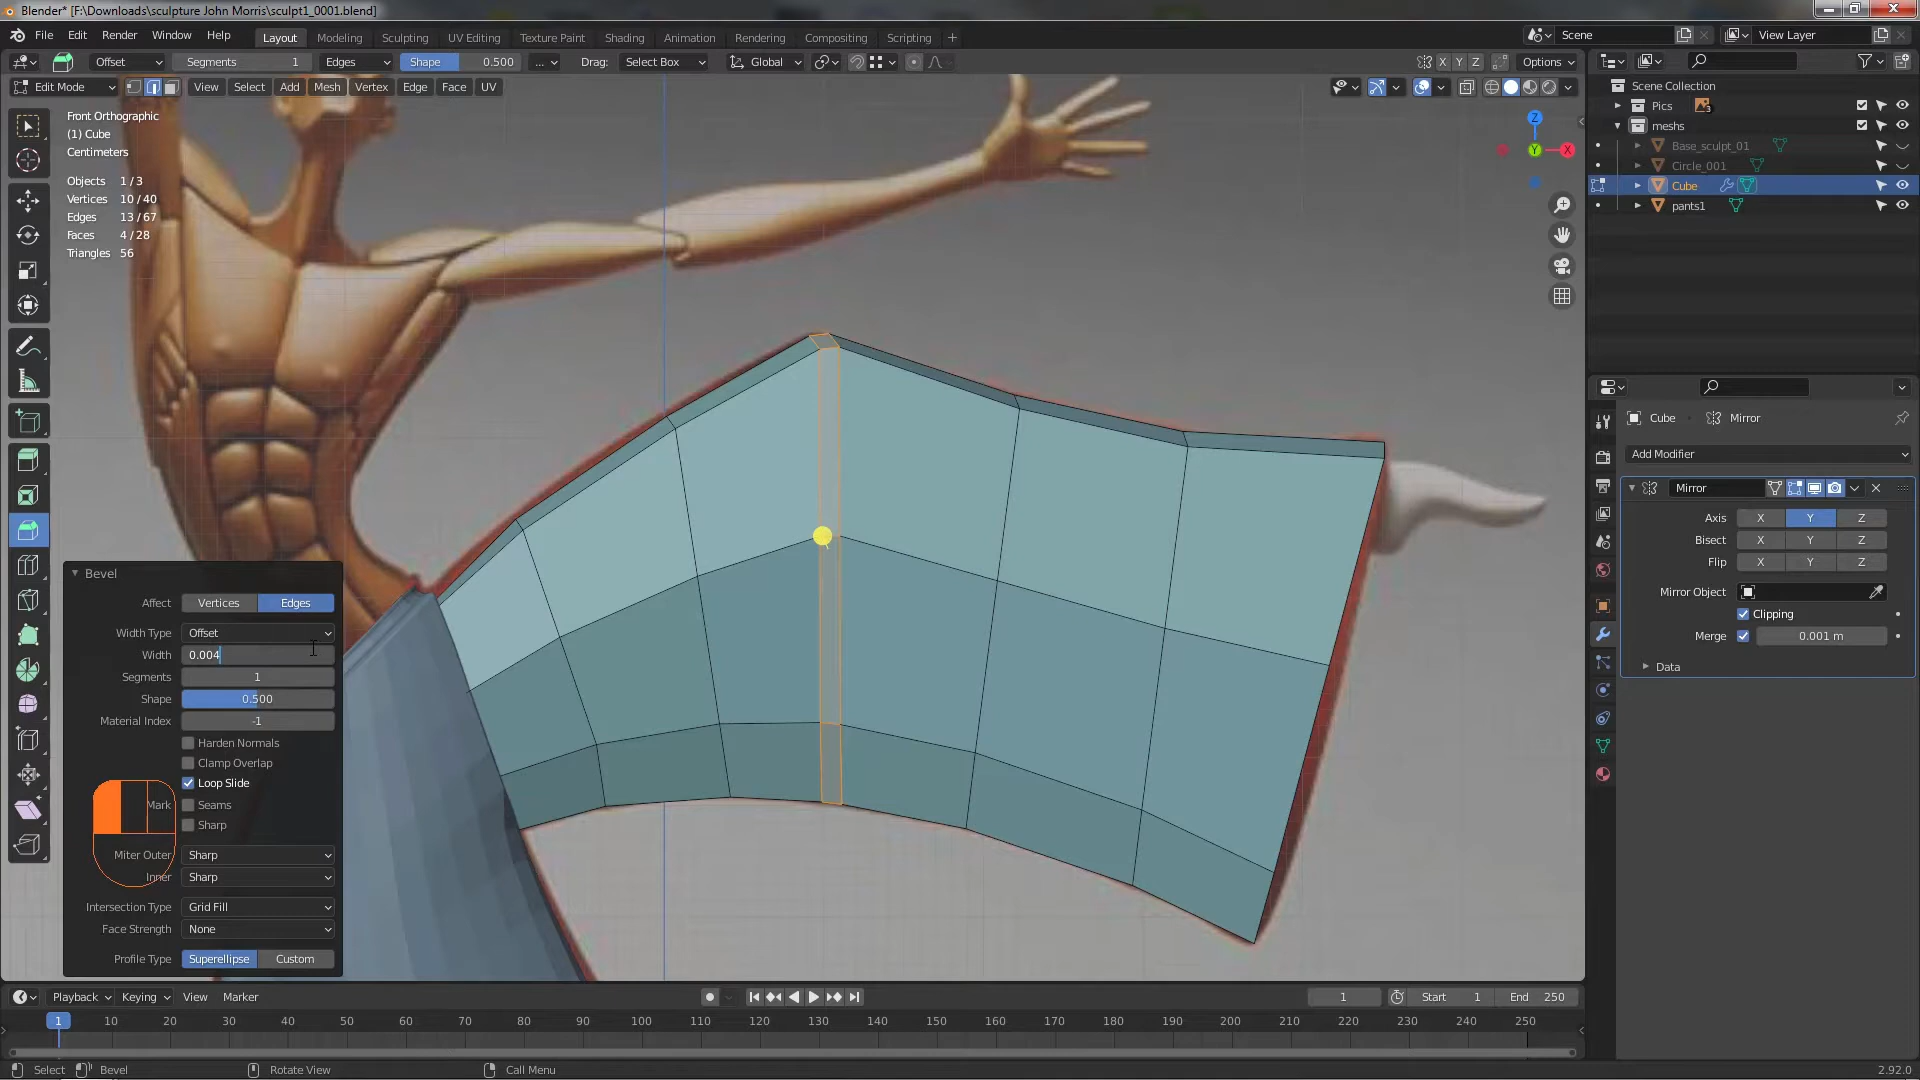 Blender* [F:\Downloads\sculpture John Morris\sculpt1_0001.blend]
File Edit Render Window Help Layout Modeling Sculpting UV Editing Texture Paint Shading Animation Rendering Compositing Scripting + Scene View Layer
Offset Segments 1 Edges Shape 0.500 ... Drag: Select Box Global X Y Z Options
Edit Mode View Select Add Mesh Vertex Edge Face UV
Front Orthographic
(1) Cube
Centimeters
Objects 1/3
Vertices 10/40
Edges 13/67
Faces 4/28
Triangles 56
Z
Y
X
Scene Collection
Pics 3
meshs
Base_sculpt_01
Circle_001
Cube
pants1
Cube Mirror
Add Modifier
Mirror
Axis X Y Z
Bisect X Y Z
Flip X Y Z
Mirror Object
Clipping
Merge 0.001 m
Data
Bevel
Affect Vertices Edges
Width Type Offset
Width 0.004
Segments 1
Shape 0.500
Material Index -1
Harden Normals
Clamp Overlap
Loop Slide
Mark Seams
Sharp
Miter Outer Sharp
Inner Sharp
Intersection Type Grid Fill
Face Strength None
Profile Type Superellipse Custom
Playback Keying View Marker 1 Start 1 End 250
1 10 20 30 40 50 60 70 80 90 100 110 120 130 140 150 160 170 180 190 200 210 220 230 240 250
Select Bevel Rotate View Call Menu 2.92.0